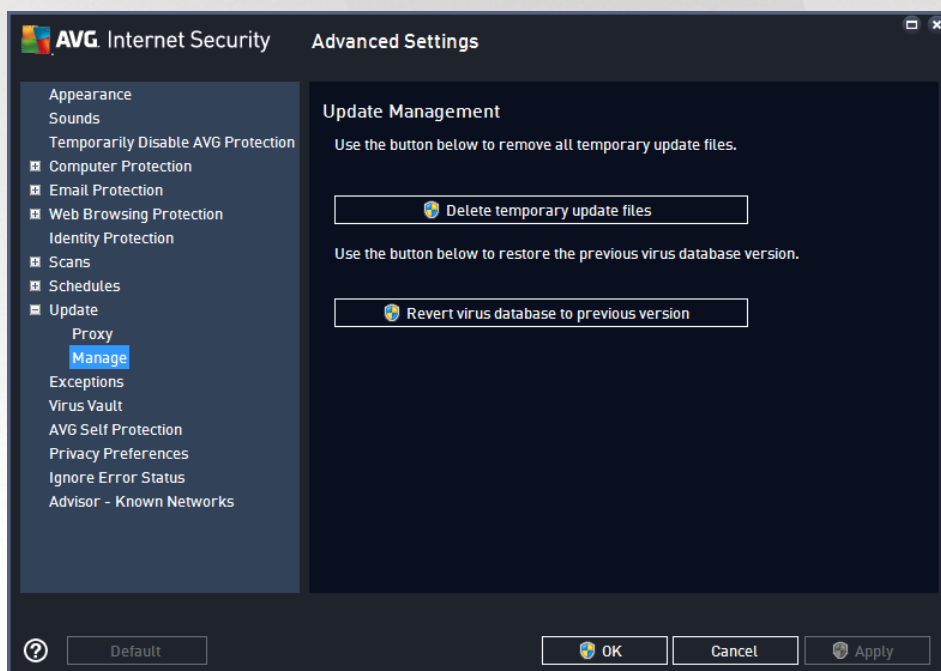 AVG. Internet Security
Advanced Settings
Appearance
Sounds
Temporarily Disable AVG Protection
Computer Protection
Email Protection
Web Browsing Protection
Identity Protection
Scans
Schedules
Update
Proxy
Manage
Exceptions
Virus Vault
AVG Self Protection
Privacy Preferences
Ignore Error Status
Advisor - Known Networks
Update Management
Use the button below to remove all temporary update files.
Delete temporary update files
Use the button below to restore the previous virus database version.
Revert virus database to previous version
? Default
OK
Cancel
Apply